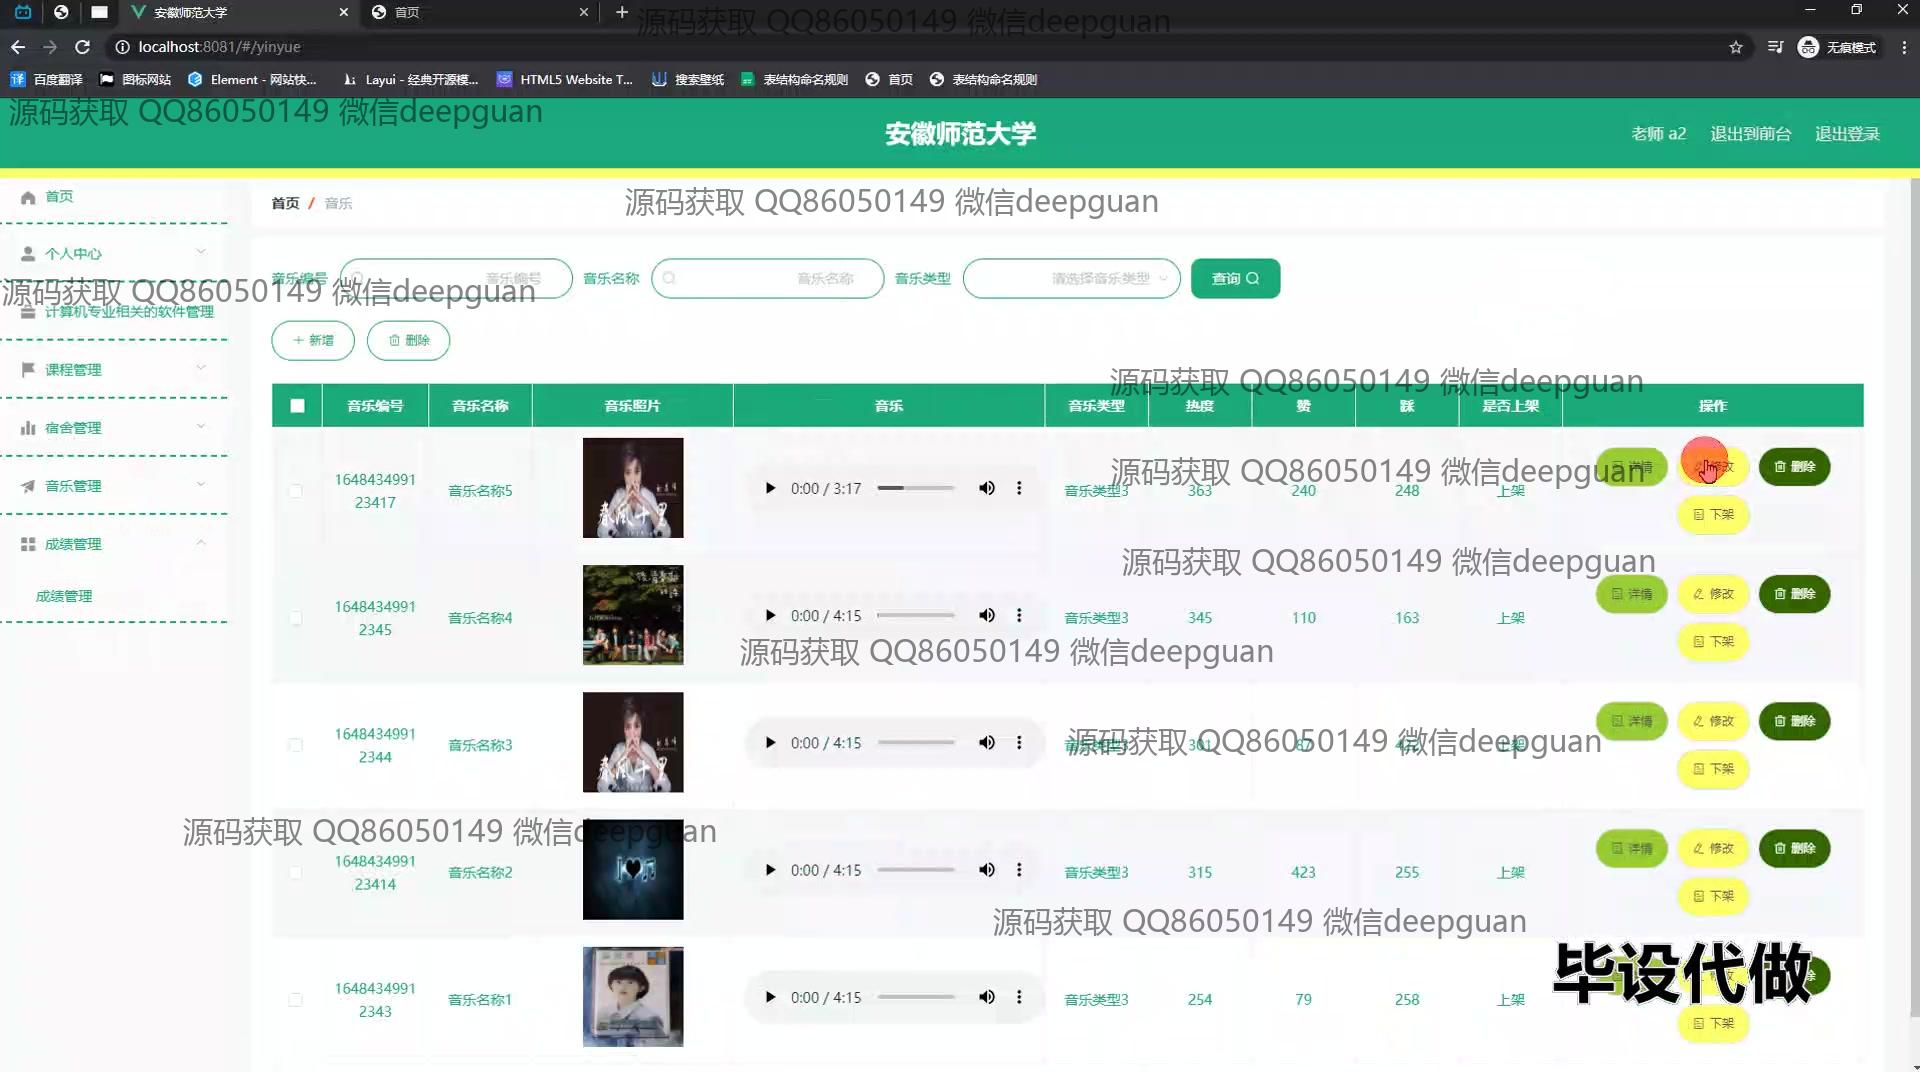 安徽师范大学
首页
源码获取 QQ86050149 微信deepguan
localhost:8081/#/yinyue
无痕模式
百度翻译
图标网站
Element - 网站快...
Layui - 经典开源模...
HTML5 Website T...
搜索壁纸
表结构命名规则
首页
表结构命名规则
源码获取 QQ86050149 微信deepguan
安徽师范大学
老师 a2
退出到前台
退出登录
首页
首页 / 音乐
源码获取 QQ86050149 微信deepguan
个人中心
音乐编号
音乐编号
音乐名称
音乐名称
音乐类型
请选择音乐类型
查询
源码获取 QQ86050149 微信deepguan
计算机专业相关的软件管理
+ 新增
删除
课程管理
源码获取 QQ86050149 微信deepguan
音乐编号 音乐名称 音乐照片 音乐 音乐类型 热度 赞 踩 是否上架 操作
宿舍管理
音乐管理
成绩管理
成绩管理
源码获取 QQ86050149 微信deepguan
1648434991
23417
音乐名称5
春风十里
0:00 / 3:17
音乐类型3
363
240
248
上架
详情
修改
删除
下架
源码获取 QQ86050149 微信deepguan
1648434991
2345
音乐名称4
0:00 / 4:15
音乐类型3
345
110
163
上架
详情
修改
删除
下架
源码获取 QQ86050149 微信deepguan
1648434991
2344
音乐名称3
春风十里
0:00 / 4:15
源码获取 QQ86050149 微信deepguan
301
详情
修改
删除
下架
源码获取 QQ86050149 微信deepguan
1648434991
23414
音乐名称2
0:00 / 4:15
音乐类型3
315
423
255
上架
详情
修改
删除
下架
源码获取 QQ86050149 微信deepguan
1648434991
2343
音乐名称1
0:00 / 4:15
音乐类型3
254
79
258
上架
毕设代做
下架